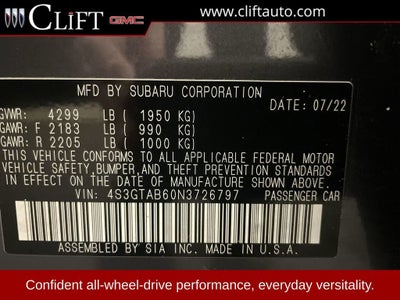 CLIFT GMC www.cliftauto.com
MFD BY SUBARU CORPORATION
DATE: 07/22
GVWR: 4299 LB ( 1950 KG)
GAWR: F 2183 LB ( 990 KG)
GAWR: R 2205 LB ( 1000 KG)
THIS VEHICLE CONFORMS TO ALL APPLICABLE FEDERAL MOTOR
VEHICLE SAFETY,BUMPER,AND THEFT PREVENTION STANDARDS
IN EFFECT ON THE DATE OF MANUFACTURE SHOWN ABOVE.
VIN: 4S3GTAB60N3726797 PASSENGER CAR
ASSEMBLED BY SIA INC. MADE IN U.S.A.
Confident all-wheel-drive performance, everyday versatility.